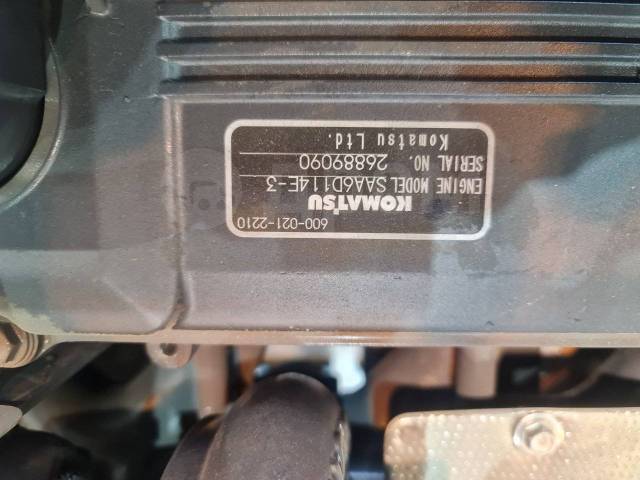 600-021-2210
KOMATSU
ENGINE MODEL SAA6D114E-3
SERIAL NO. 26889090
Komatsu Ltd.